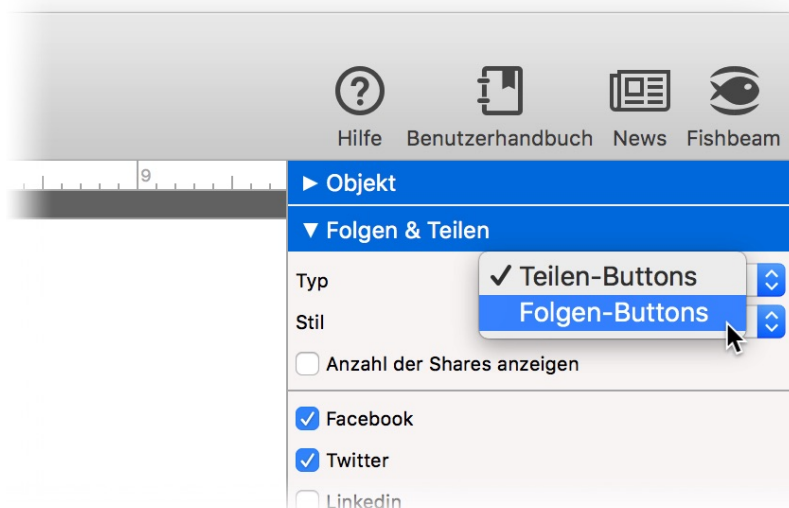 Hilfe Benutzerhandbuch News Fishbeam
9
▶ Objekt
▼ Folgen & Teilen
Typ ✓ Teilen-Buttons
Folgen-Buttons
Stil
Anzahl der Shares anzeigen
Facebook
Twitter
Linkedin